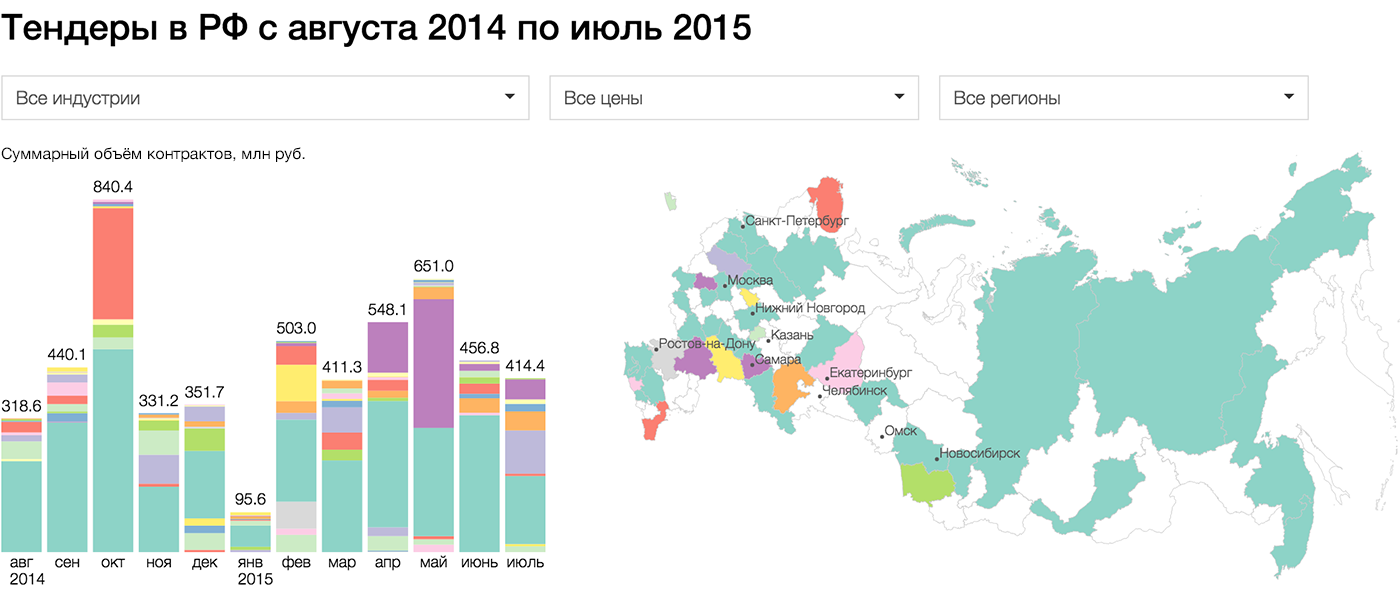 Тендеры в РФ с августа 2014 по июль 2015
Все индустрии
Все цены
Все регионы
Суммарный объём контрактов, млн руб.
318.6
440.1
840.4
331.2
351.7
95.6
503.0
411.3
548.1
651.0
456.8
414.4
авг
2014
сен
окт
ноя
дек
янв
2015
фев
мар
апр
май
июнь
июль
Санкт-Петербург
Москва
Нижний Новгород
Казань
Ростов-на-Дону
Самара
Екатеринбург
Челябинск
Омск
Новосибирск